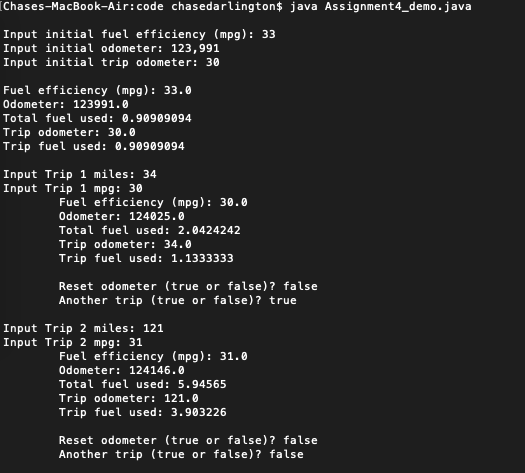 [Chases-MacBook-Air:code chasedarlington$ java Assignment4_demo.java
Input initial fuel efficiency (mpg): 33
Input initial odometer: 123,991
Input initial trip odometer: 30
Fuel efficiency (mpg): 33.0
Odometer: 123991.0
Total fuel used: 0.90909094
Trip odometer: 30.0
Trip fuel used: 0.90909094
Input Trip 1 miles: 34
Input Trip 1 mpg: 30
Fuel efficiency (mpg): 30.0
Odometer: 124025.0
Total fuel used: 2.0424242
Trip odometer: 34.0
Trip fuel used: 1.1333333
Reset odometer (true or false)? false
Another trip (true or false)? true
Input Trip 2 miles: 121
Input Trip 2 mpg: 31
Fuel efficiency (mpg): 31.0
Odometer: 124146.0
Total fuel used: 5.94565
Trip odometer: 121.0
Trip fuel used: 3.903226
Reset odometer (true or false)? false
Another trip (true or false)? false